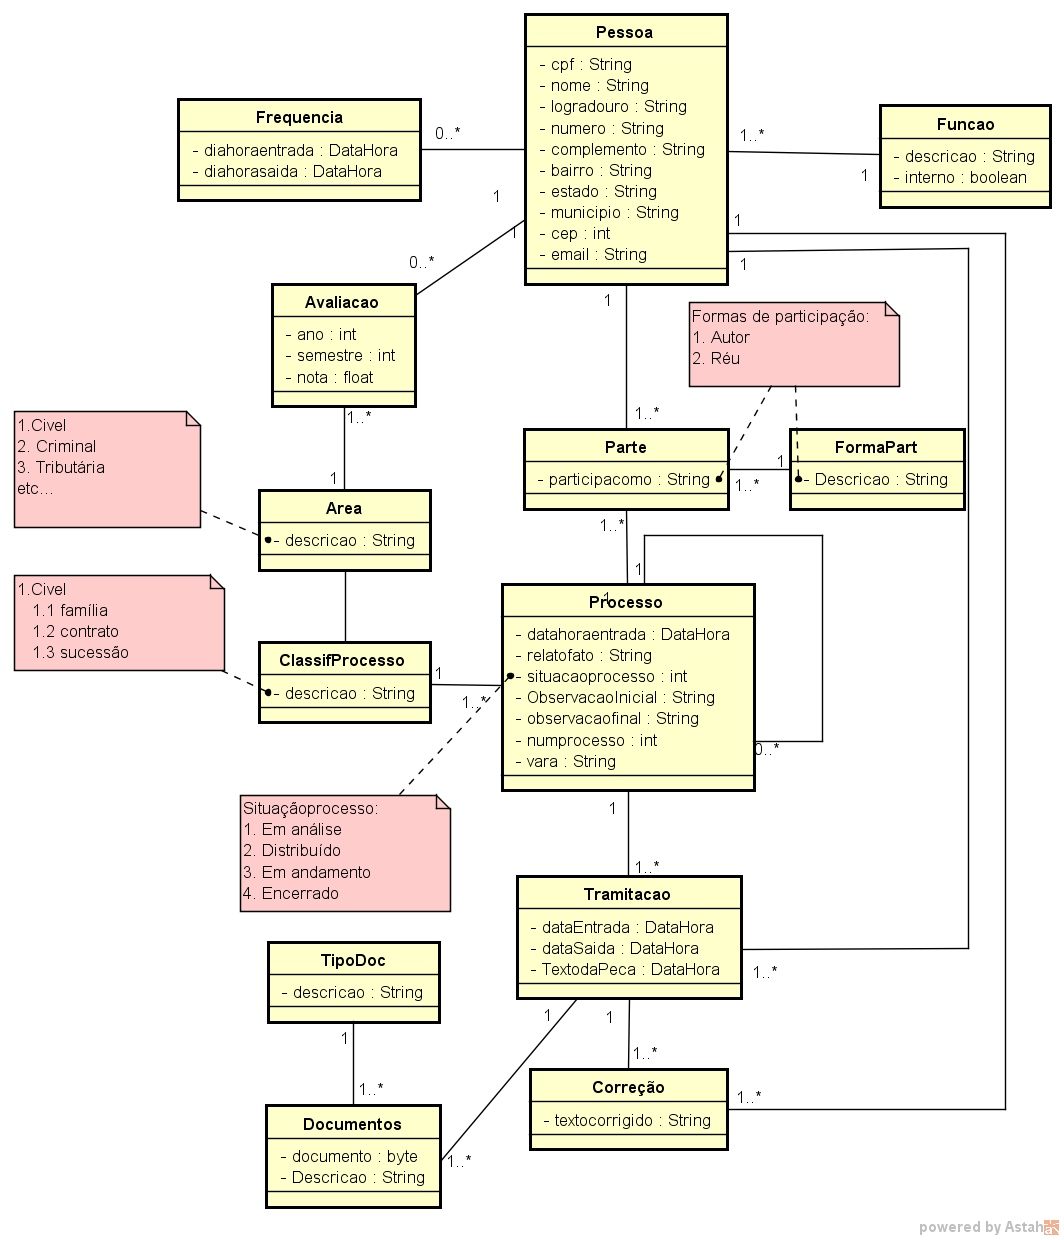 Pessoa
- cpf : String
- nome : String
- logradouro : String
- numero : String
- complemento : String
- bairro : String
- estado : String
- municipio : String
- cep : int
- email : String
Frequência
- diahoraentrada : DataHora
- diahorasaida : DataHora
0..*
1
Funcao
- descricao : String
- interno : boolean
1..*
1
1
1
1
0..*
1
Avaliacao
- ano : int
- semestre : int
- nota : float
1..*
1
Formas de participação:
1. Autor
2. Réu
1..*
Parte
- participacomo : String
1
1..*
FormaPart
- Descricao : String
1.Civel
2. Criminal
3. Tributária
etc...
Area
- descricao : String
1..*
1
1
1.Civel
1.1 família
1.2 contrato
1.3 sucessão
ClassifProcesso
- descricao : String
1
1..*
Processo
- datahoraentrada : DataHora
- relatofato : String
- situacaoprocesso : int
- ObservacaoInicial : String
- observacaofinal : String
- numprocesso : int
- vara : String
0..*
Situaçãoprocesso:
1. Em análise
2. Distribuído
3. Em andamento
4. Encerrado
1
1..*
Tramitacao
- dataEntrada : DataHora
- dataSaida : DataHora
- TextodaPeca : DataHora
1..*
TipoDoc
- descricao : String
1
1..*
1
1
1..*
Correção
- textocorrigido : String
1..*
Documentos
- documento : byte
- Descricao : String
1..*
powered by Astah